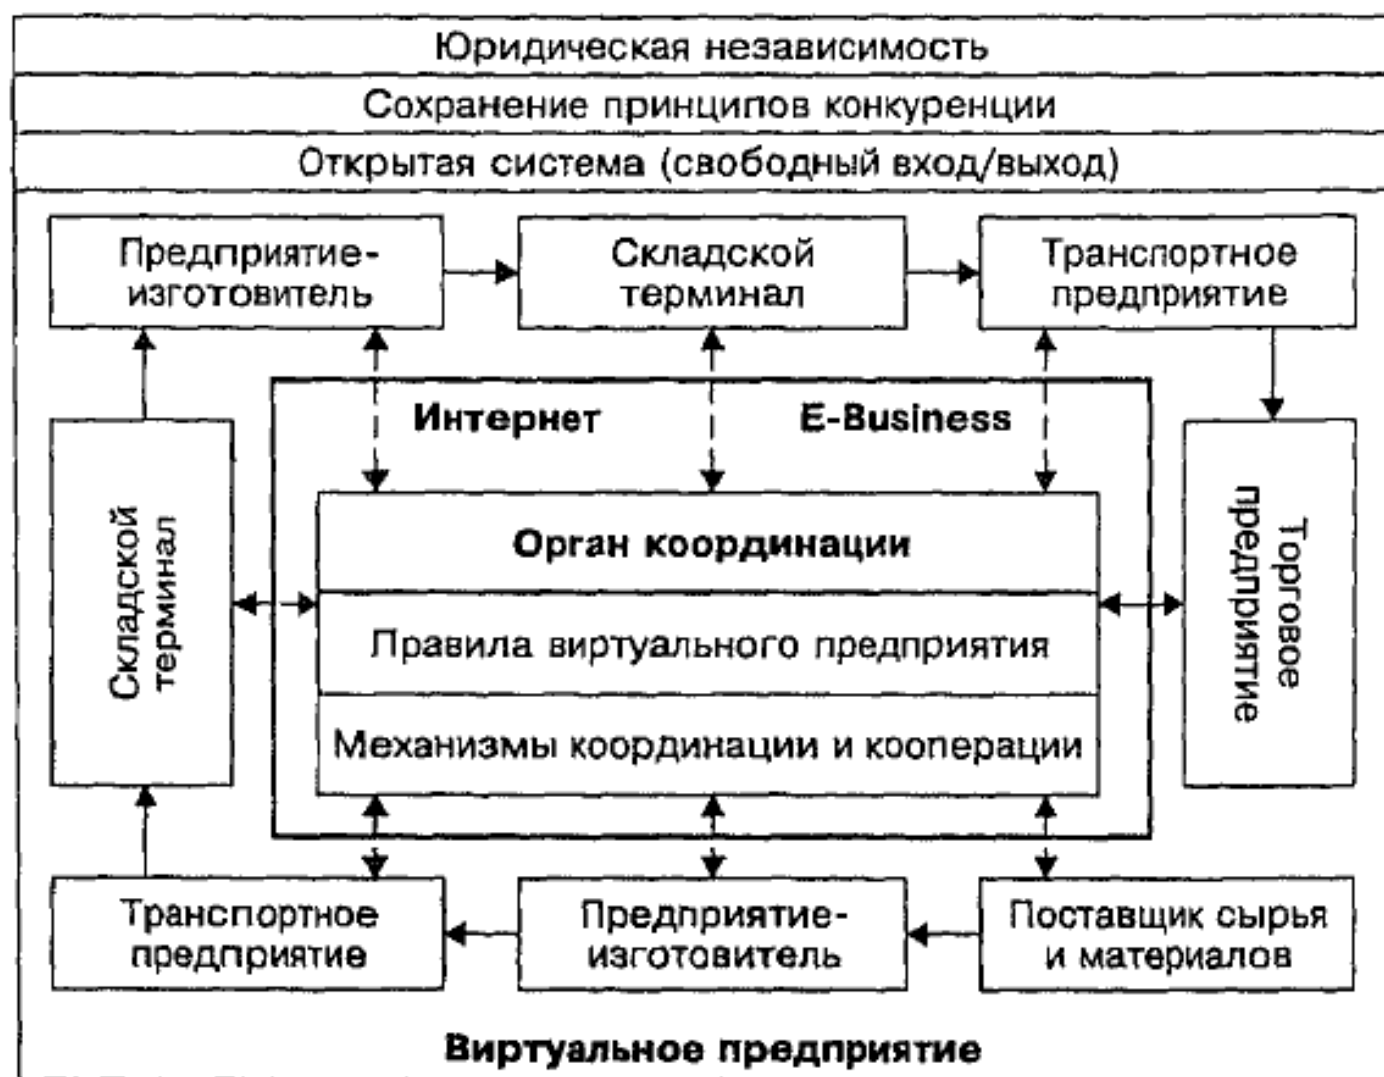 Юридическая независимость
Сохранение принципов конкуренции
Открытая система (свободный вход/выход)
Предприятие-
изготовитель
Складской
терминал
Транспортное
предприятие
Интернет
E-Business
Складской
терминал
Орган координации
Правила виртуального предприятия
Механизмы координации и кооперации
Торговое
предприятие
Транспортное
предприятие
Предприятие-
изготовитель
Поставщик сырья
и материалов
Виртуальное предприятие